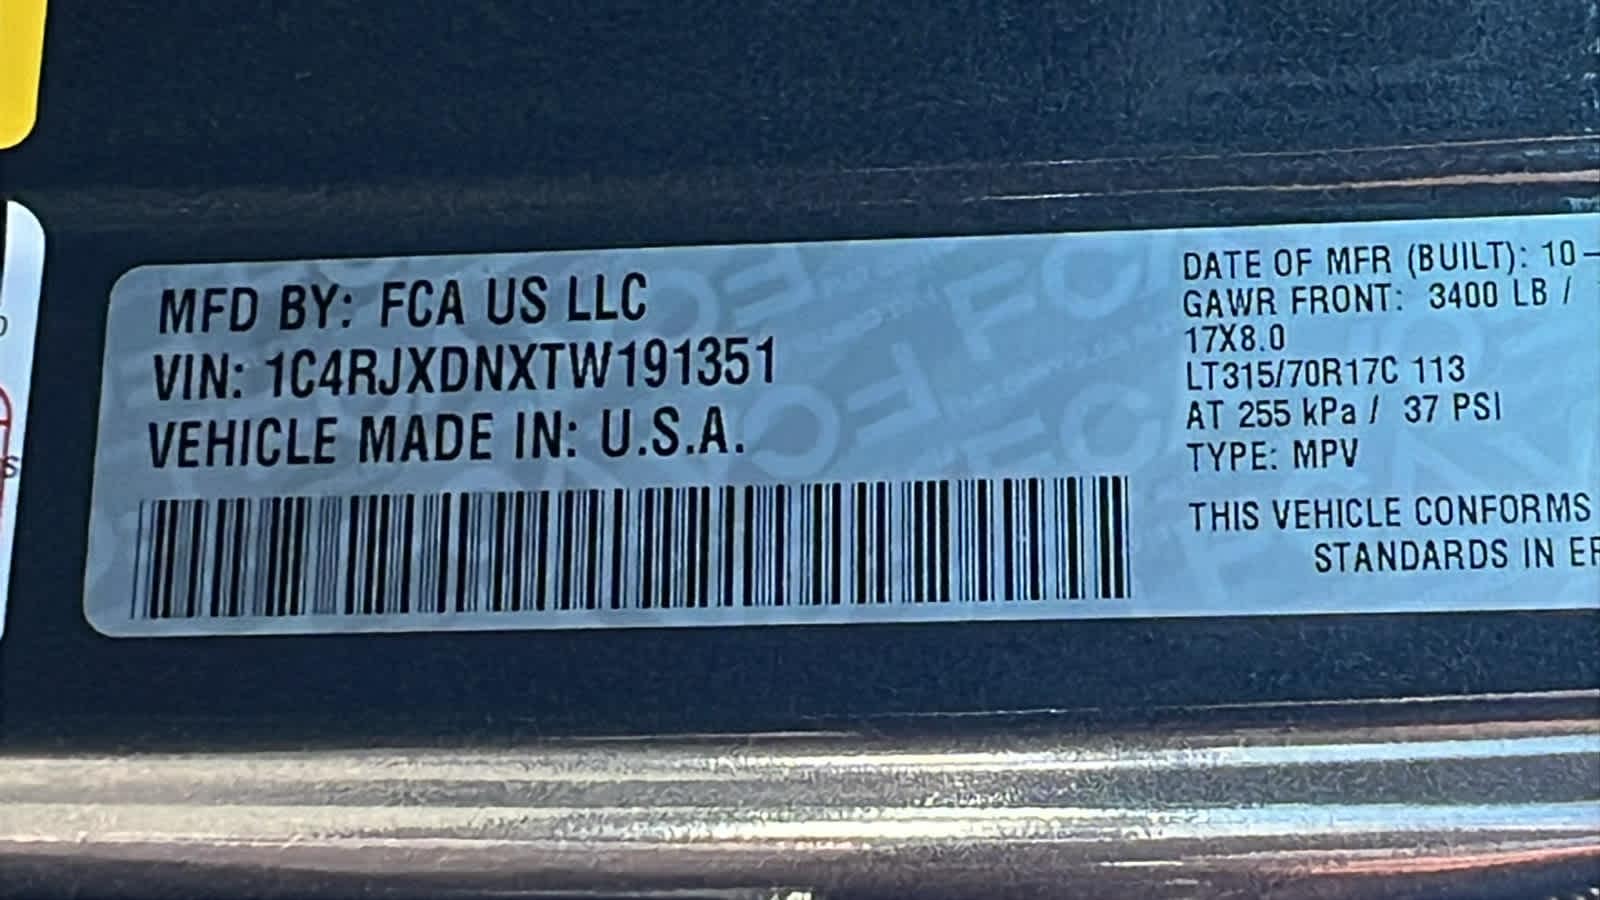 MFD BY: FCA US LLC
VIN: 1C4RJXDNXTW191351
VEHICLE MADE IN: U.S.A.
DATE OF MFR (BUILT): 10-
GAWR FRONT: 3400 LB /
17X8.0
LT315/70R17C 113
AT 255 kPa / 37 PSI
TYPE: MPV
THIS VEHICLE CONFORMS
STANDARDS IN